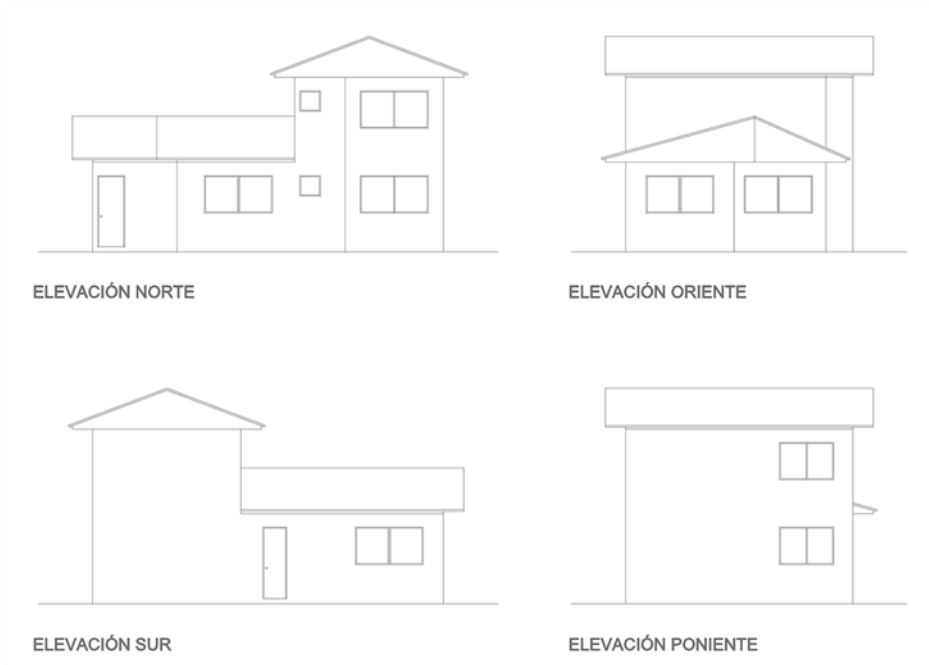 ELEVACIÓN NORTE
ELEVACIÓN ORIENTE
ELEVACIÓN SUR
ELEVACIÓN PONIENTE